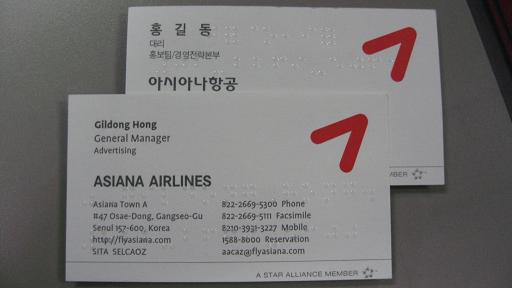 홍 길 동
대리
홍보팀/경영전략본부
아시아나항공
MBER
Gildong Hong
General Manager
Advertising
ASIANA AIRLINES
Asiana Town A
#47 Osae-Dong, Gangseo-Gu
Seoul 157-600, Korea
http://flyasiana.com
SITA SELCAOZ
822-2669-5300 Phone
822-2669-5111 Facsimile
8210-3931-3227 Mobile
1588-8000 Reservation
aacaz@flyasiana.com
A STAR ALLIANCE MEMBER